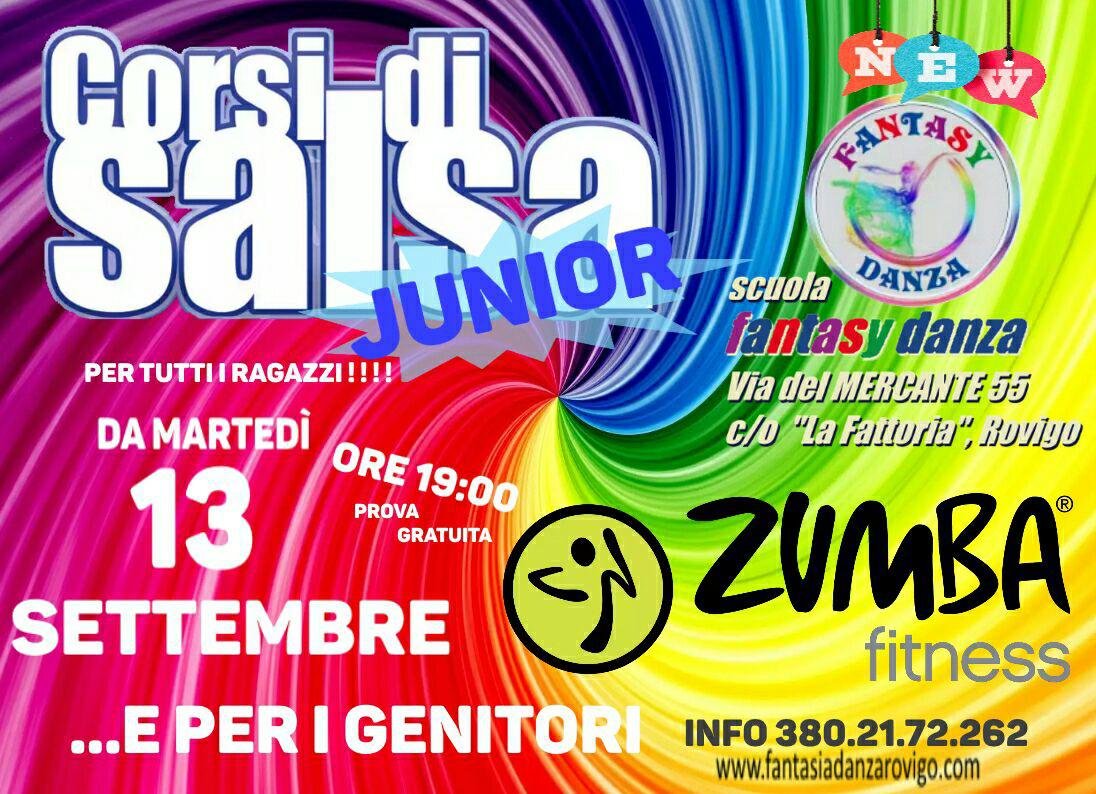 Corsi di
salsa
JUNIOR
PER TUTTI I RAGAZZI !!!!
DA MARTEDÌ
13
SETTEMBRE
ORE 19:00
PROVA
GRATUITA
...E PER I GENITORI
NEW
FANTASY
DANZA
scuola
fantasy danza
Via del MERCANTE 55
c/o "La Fattoria", Rovigo
ZUMBA®
fitness
INFO 380.21.72.262
www.fantasiadanzarovigo.com